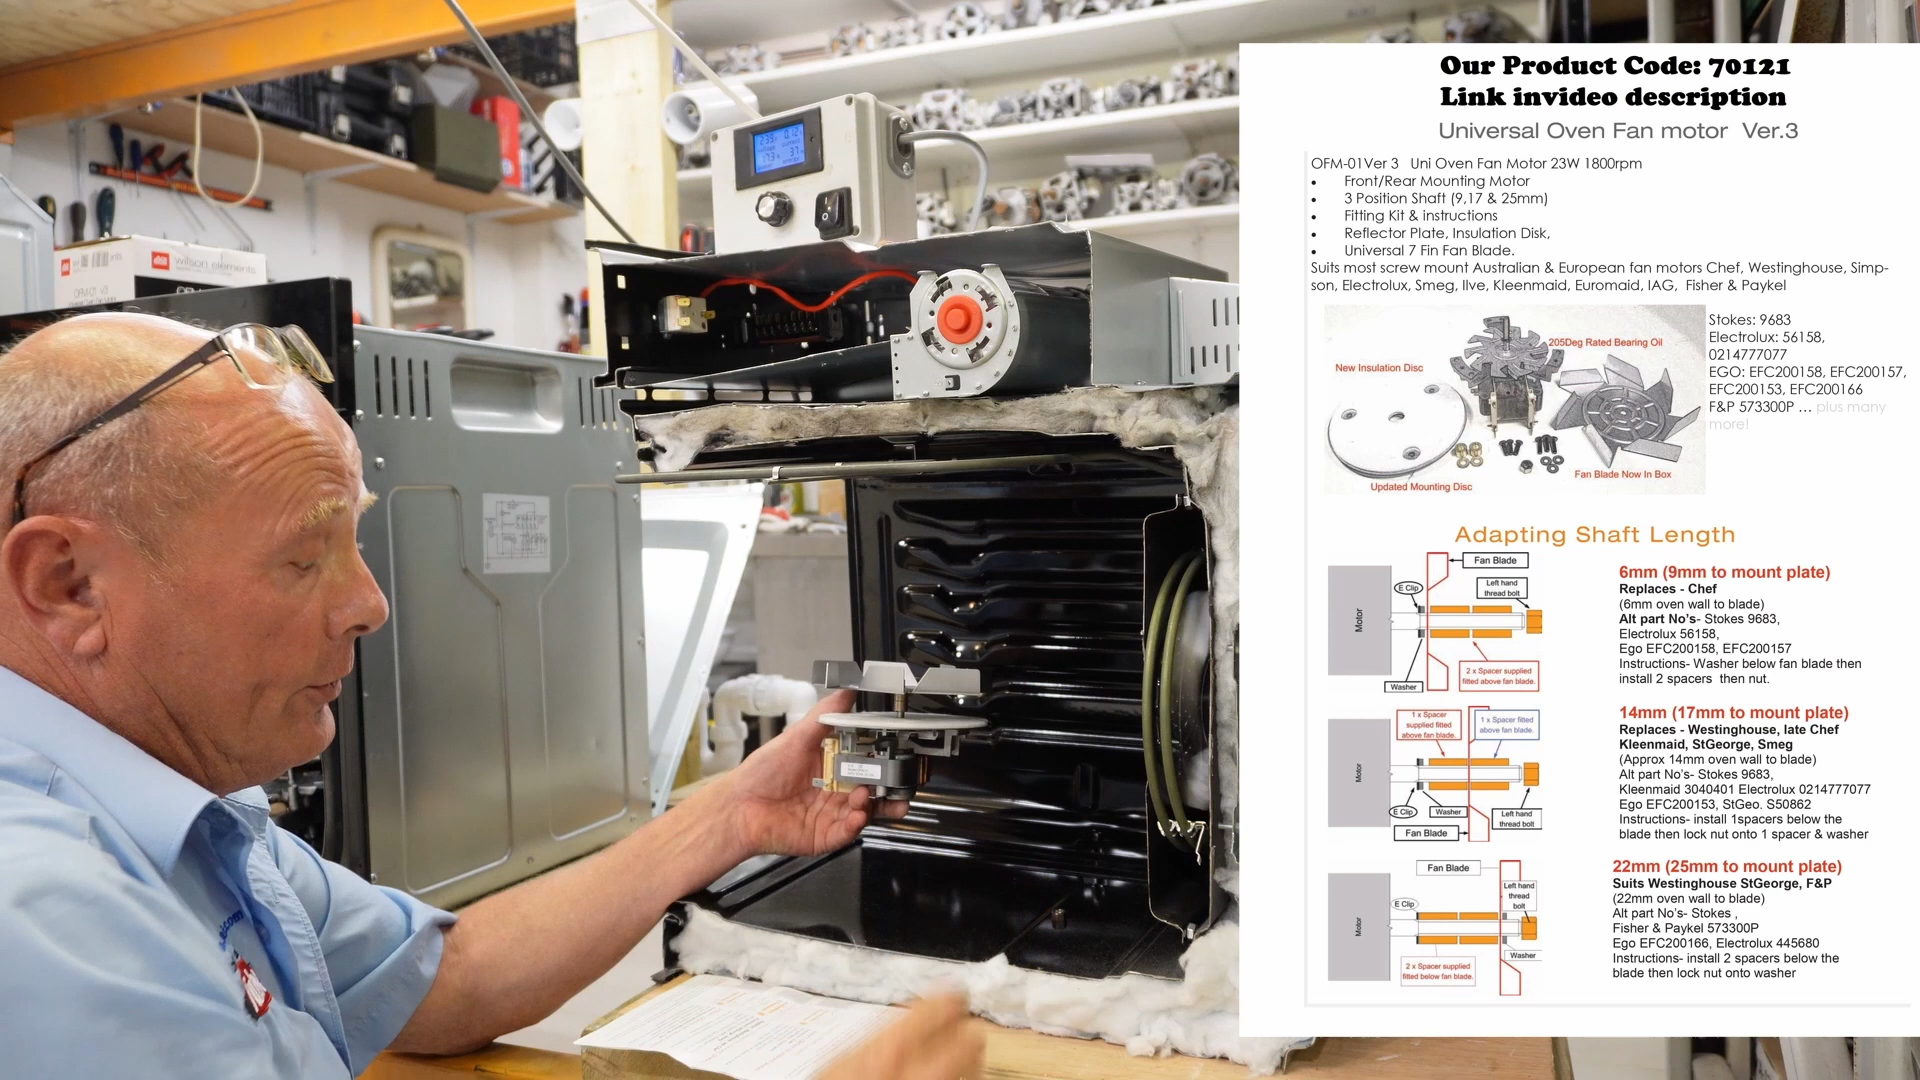 Our Product Code: 70121
Link invideo description
Universal Oven Fan motor Ver.3
OFM-01Ver 3 Uni Oven Fan Motor 23W 1800rpm
• Front/Rear Mounting Motor
• 3 Position Shaft (9,17 & 25mm)
• Fitting Kit & instructions
• Reflector Plate, Insulation Disk,
• Universal 7 Fin Fan Blade.
Suits most screw mount Australian & European fan motors Chef, Westinghouse, Simp-
son, Electrolux, Smeg, Ilve, Kleenmaid, Euromaid, IAG, Fisher & Paykel
New Insulation Disc
205Deg Rated Bearing Oil
Updated Mounting Disc
Fan Blade Now In Box
Stokes: 9683
Electrolux: 56158,
0214777077
EGO: EFC200158, EFC200157,
EFC200153, EFC200166
F&P 573300P ... plus many
more!
Adapting Shaft Length
Motor
E Clip
Fan Blade
Left hand
thread bolt
Washer
2 x Spacer supplied
fitted above fan blade.
6mm (9mm to mount plate)
Replaces - Chef
(6mm oven wall to blade)
Alt part No's- Stokes 9683,
Electrolux 56158,
Ego EFC200158, EFC200157
Instructions- Washer below fan blade then
install 2 spacers then nut.
Motor
1 x Spacer
supplied fitted
above fan blade.
1 x Spacer fitted
above fan blade.
E Clip
Washer
Left hand
thread bolt
Fan Blade
14mm (17mm to mount plate)
Replaces - Westinghouse, late Chef
Kleenmaid, StGeorge, Smeg
(Approx 14mm oven wall to blade)
Alt part No's- Stokes 9683,
Kleenmaid 3040401 Electrolux 0214777077
Ego EFC200153, StGeo. S50862
Instructions- install 1spacers below the
blade then lock nut onto 1 spacer & washer
Motor
Fan Blade
E Clip
Left hand
thread
bolt
Washer
2 x Spacer supplied
fitted below fan blade.
22mm (25mm to mount plate)
Suits Westinghouse StGeorge, F&P
(22mm oven wall to blade)
Alt part No's- Stokes ,
Fisher & Paykel 573300P
Ego EFC200166, Electrolux 445680
Instructions- install 2 spacers below the
blade then lock nut onto washer
wilson elements